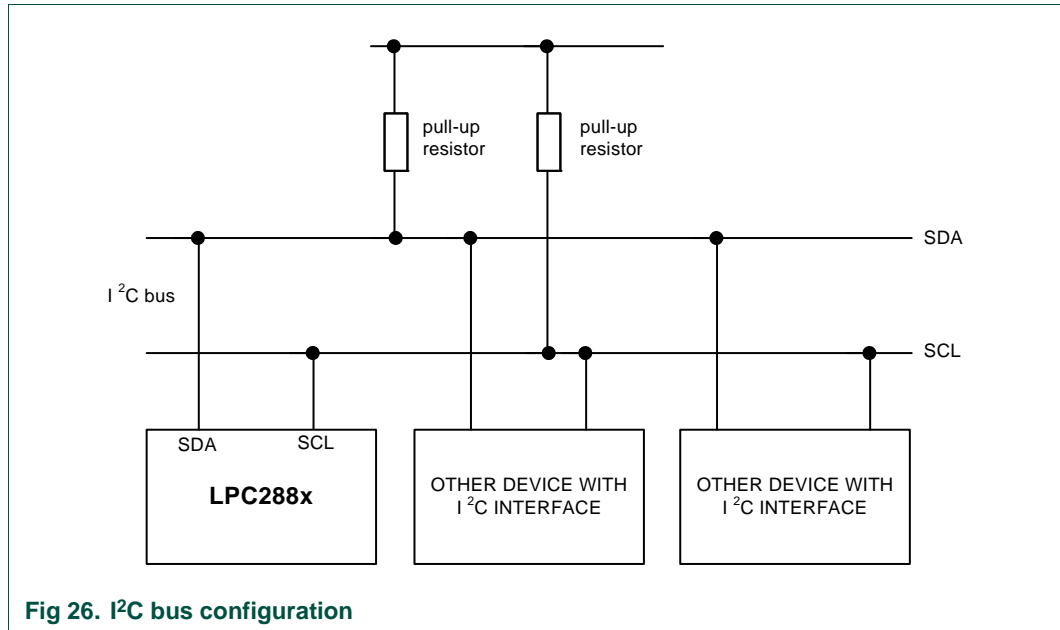 pull-up
resistor
pull-up
resistor
SDA
I ²C bus
SCL
SDA
SCL
LPC288x
OTHER DEVICE WITH
I ²C INTERFACE
OTHER DEVICE WITH
I ²C INTERFACE
Fig 26. I²C bus configuration